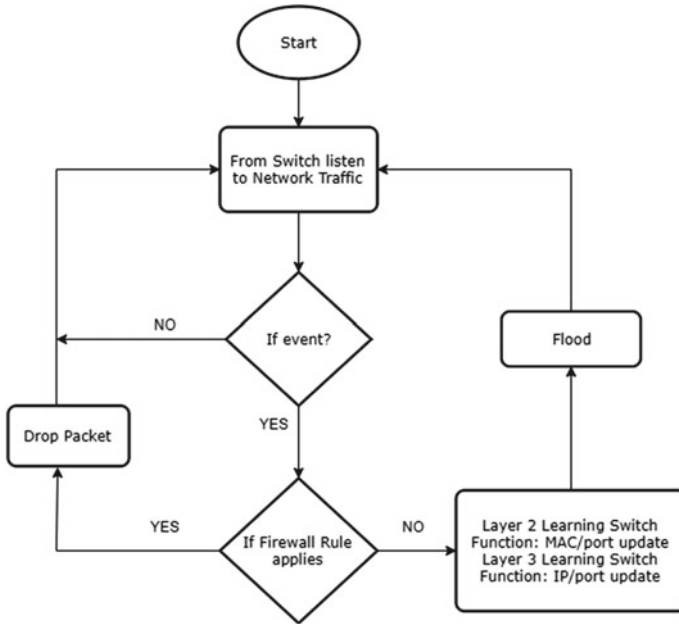 Start
From Switch listen
to Network Traffic
NO
If event?
Flood
YES
Drop Packet
YES
If Firewall Rule
applies
NO
Layer 2 Learning Switch
Function: MAC/port update
Layer 3 Learning Switch
Function: IP/port update